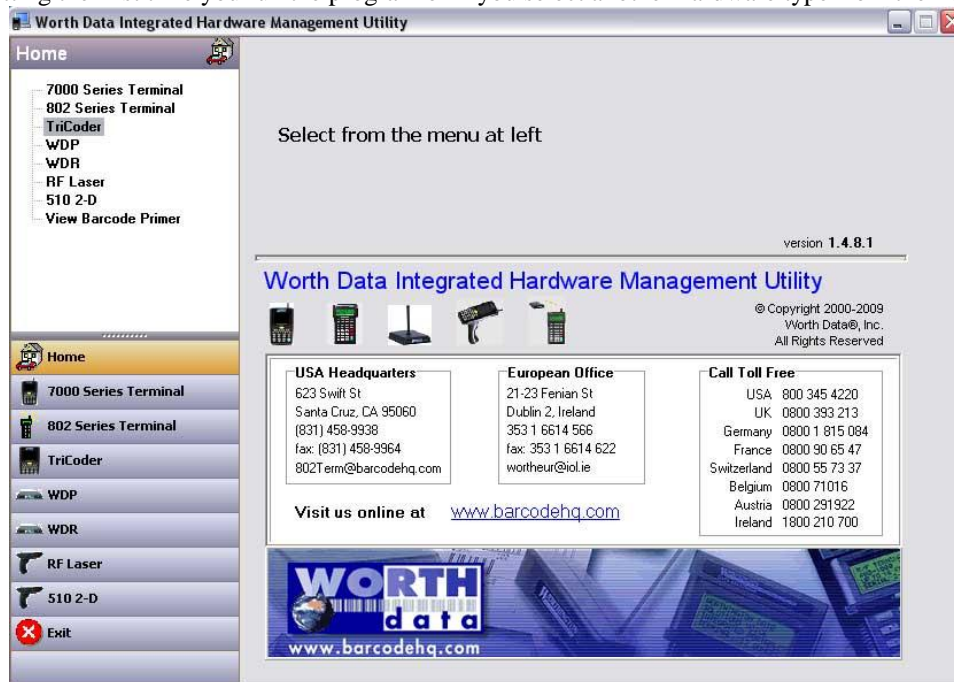 Worth Data Integrated Hardware Management Utility
Home
7000 Series Terminal
802 Series Terminal
TriCoder
WDP
WDR
RF Laser
510 2-D
View Barcode Primer
Home
7000 Series Terminal
802 Series Terminal
TriCoder
WDP
WDR
RF Laser
510 2-D
Exit
Select from the menu at left
version 1.4.8.1
Worth Data Integrated Hardware Management Utility
© Copyright 2000-2009
Worth Data®, Inc.
All Rights Reserved
USA Headquarters
623 Swift St
Santa Cruz, CA 95060
(831) 458-9938
fax: (831) 458-9964
802Term@barcodehq.com
European Office
21-23 Fenian St
Dublin 2, Ireland
353 1 6614 566
fax: 353 1 6614 622
wortheur@iol.ie
Call Toll Free
USA 800 345 4220
UK 0800 393 213
Germany 0800 1 815 084
France 0800 90 65 47
Switzerland 0800 55 73 37
Belgium 0800 71016
Austria 0800 291922
Ireland 1800 210 700
Visit us online at www.barcodehq.com
WORTH
data
www.barcodehq.com